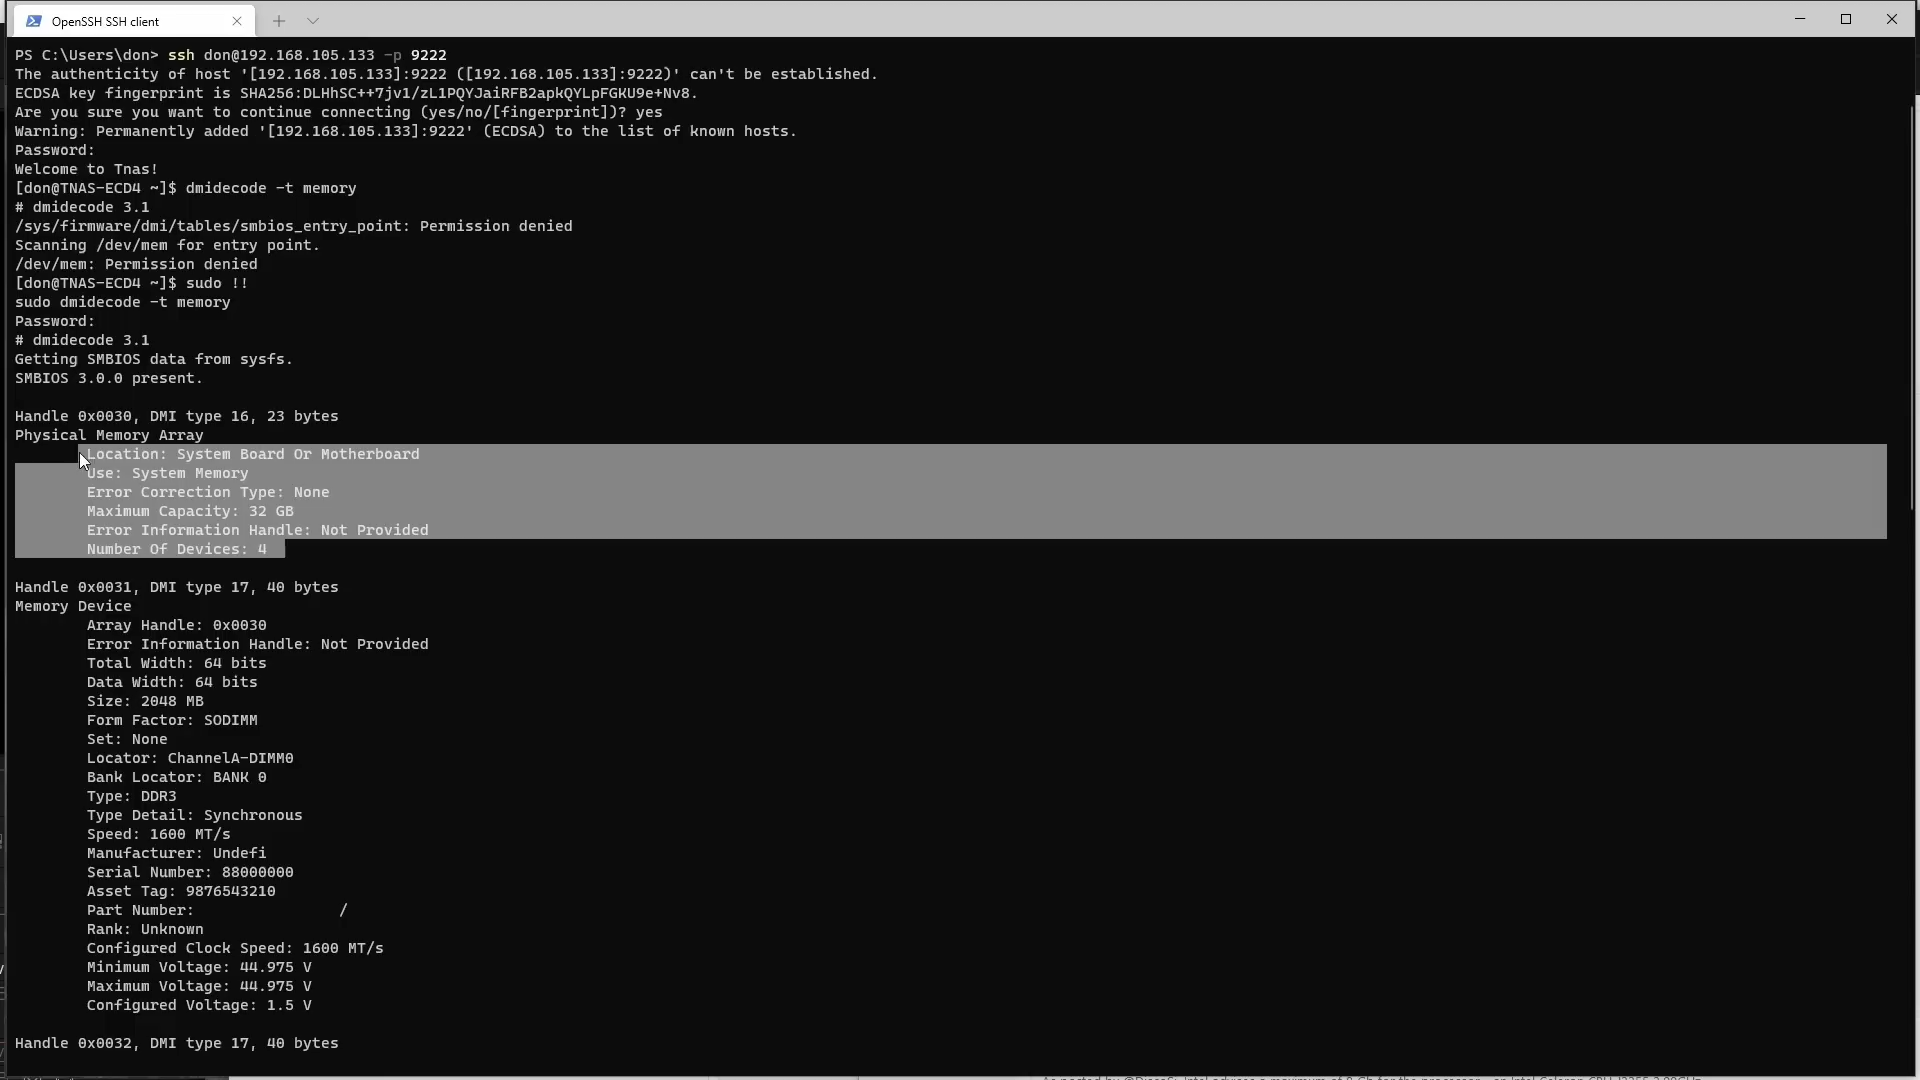 OpenSSH SSH client
PS C:\Users\don> ssh don@192.168.105.133 -p 9222
The authenticity of host '[192.168.105.133]:9222 ([192.168.105.133]:9222)' can't be established.
ECDSA key fingerprint is SHA256:DLHhSC++7jv1/zL1PQYJaiRFB2apkQYLpFGKU9e+Nv8.
Are you sure you want to continue connecting (yes/no/[fingerprint])? yes
Warning: Permanently added '[192.168.105.133]:9222' (ECDSA) to the list of known hosts.
Password:
Welcome to Tnas!
[don@TNAS-ECD4 ~]$ dmidecode -t memory
# dmidecode 3.1
/sys/firmware/dmi/tables/smbios_entry_point: Permission denied
Scanning /dev/mem for entry point.
/dev/mem: Permission denied
[don@TNAS-ECD4 ~]$ sudo !!
sudo dmidecode -t memory
Password:
# dmidecode 3.1
Getting SMBIOS data from sysfs.
SMBIOS 3.0.0 present.
Handle 0x0030, DMI type 16, 23 bytes
Physical Memory Array
Location: System Board Or Motherboard
Use: System Memory
Error Correction Type: None
Maximum Capacity: 32 GB
Error Information Handle: Not Provided
Number Of Devices: 4
Handle 0x0031, DMI type 17, 40 bytes
Memory Device
Array Handle: 0x0030
Error Information Handle: Not Provided
Total Width: 64 bits
Data Width: 64 bits
Size: 2048 MB
Form Factor: SODIMM
Set: None
Locator: ChannelA-DIMM0
Bank Locator: BANK 0
Type: DDR3
Type Detail: Synchronous
Speed: 1600 MT/s
Manufacturer: Undefi
Serial Number: 88000000
Asset Tag: 9876543210
Part Number: /
Rank: Unknown
Configured Clock Speed: 1600 MT/s
Minimum Voltage: 44.975 V
Maximum Voltage: 44.975 V
Configured Voltage: 1.5 V
Handle 0x0032, DMI type 17, 40 bytes